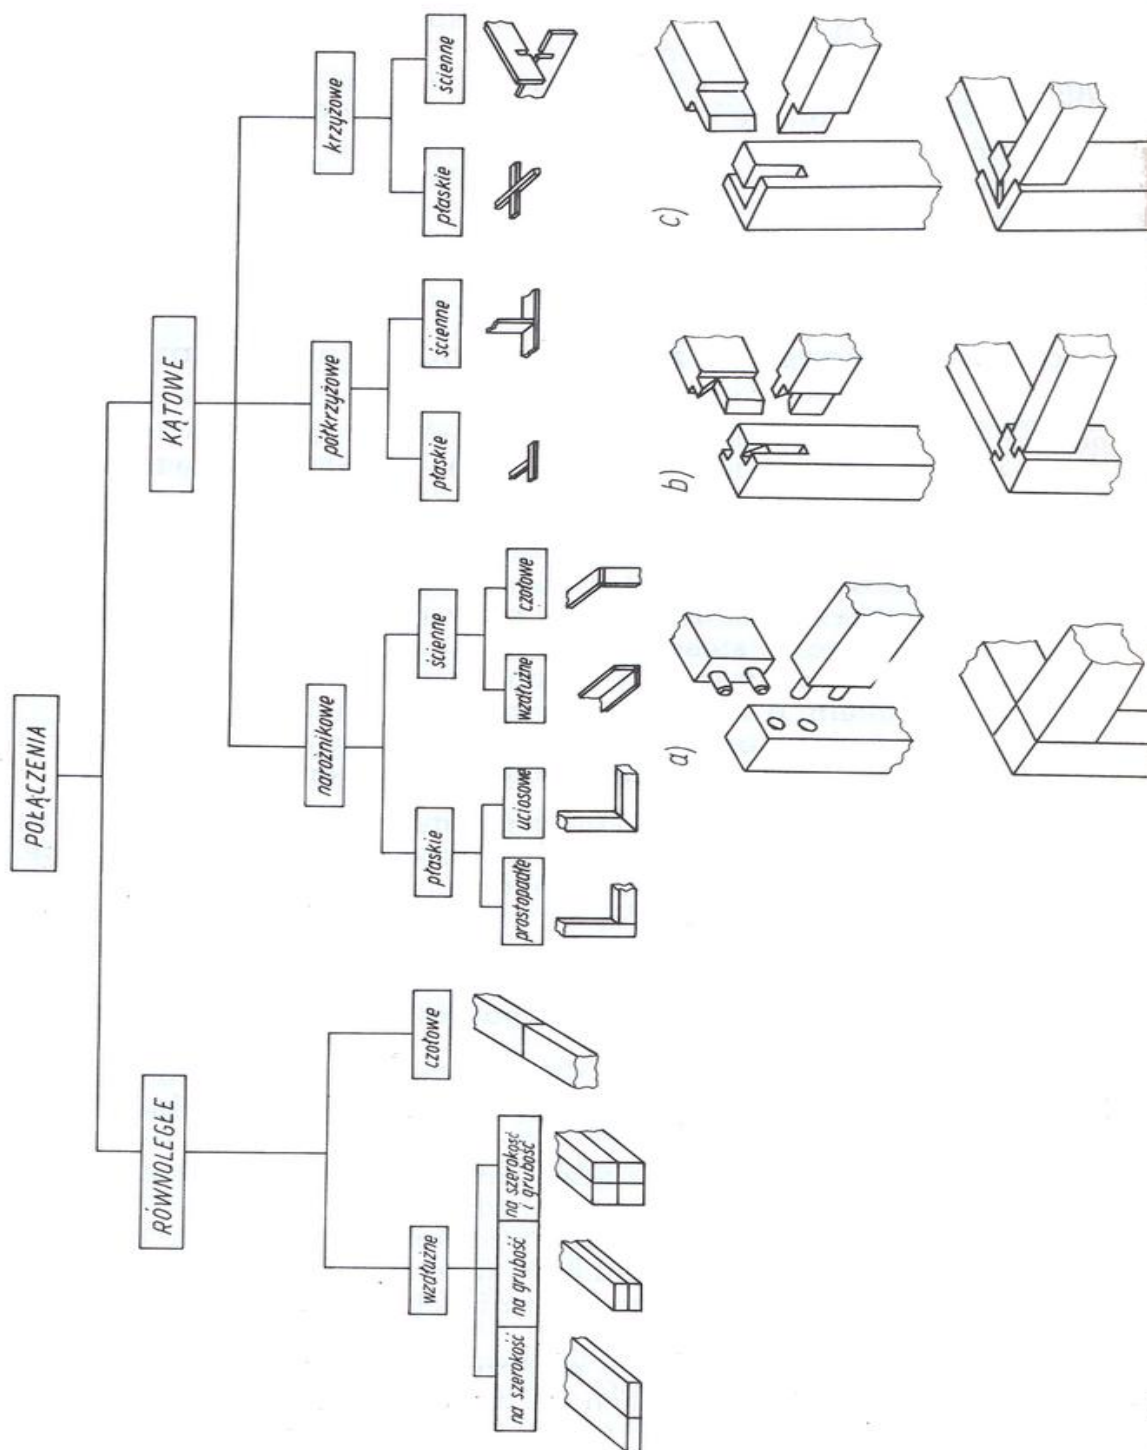 POŁĄCZENIA
RÓWNOLEGŁE
KĄTOWE
wzdłużne
czołowe
narożnikowe
półkrzyżowe
krzyżowe
płaskie
ścienne
płaskie
ścienne
płaskie
ścienne
na szerokość
na grubość
na szerokość
i grubość
prostopadłe
uciosowe
wzdłużne
czołowe
a)
b)
c)